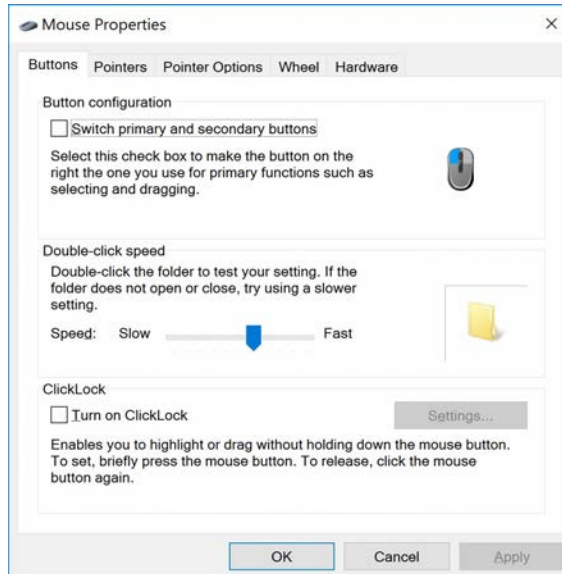 Mouse Properties
Buttons Pointers Pointer Options Wheel Hardware
Button configuration
Switch primary and secondary buttons
Select this check box to make the button on the
right the one you use for primary functions such as
selecting and dragging.
Double-click speed
Double-click the folder to test your setting. If the
folder does not open or close, try using a slower
setting.
Speed: Slow Fast
ClickLock
Turn on ClickLock Settings...
Enables you to highlight or drag without holding down the mouse button.
To set, briefly press the mouse button. To release, click the mouse
button again.
OK Cancel Apply